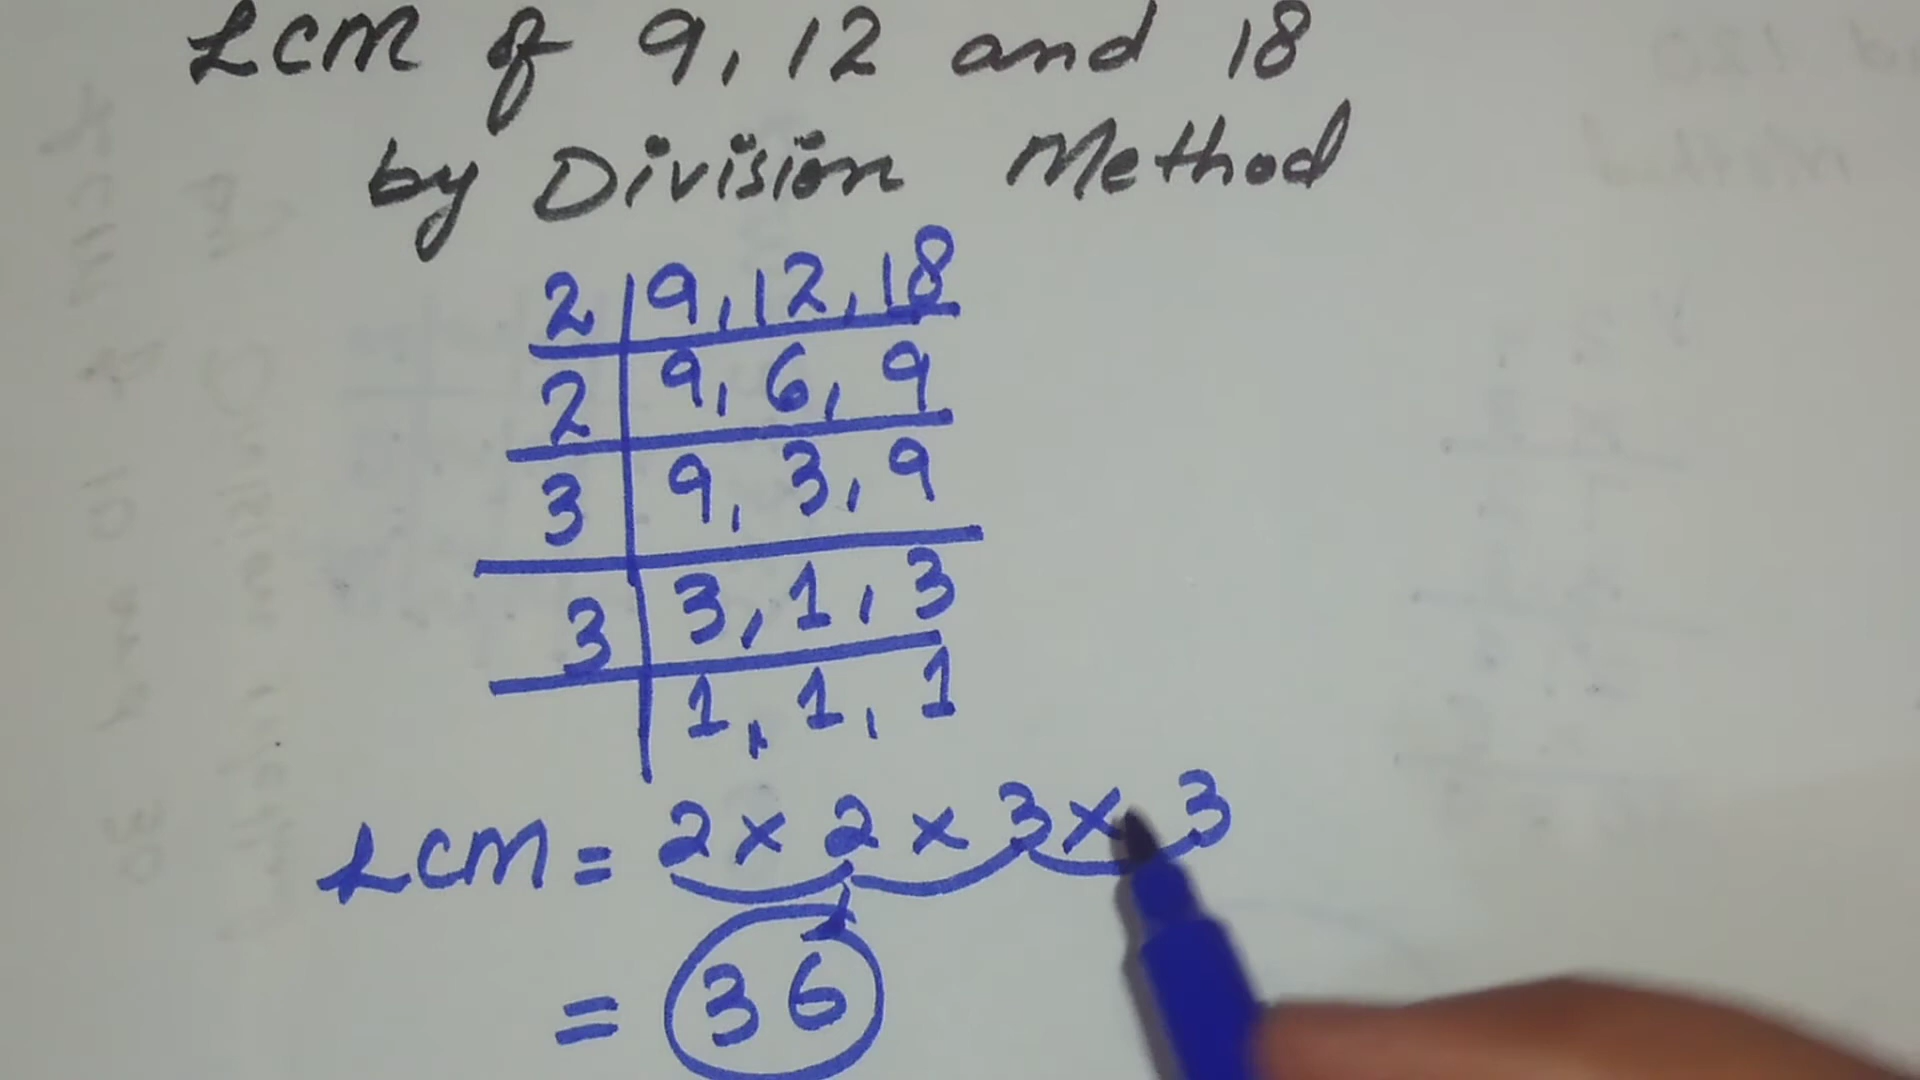 LCM of 9, 12 and 18
by Division Method
2 | 9, 12, 18
2 | 9, 6, 9
3 | 9, 3, 9
3 | 3, 1, 3
1, 1, 1
LCM = 2 x 2 x 3 x 3
= 36